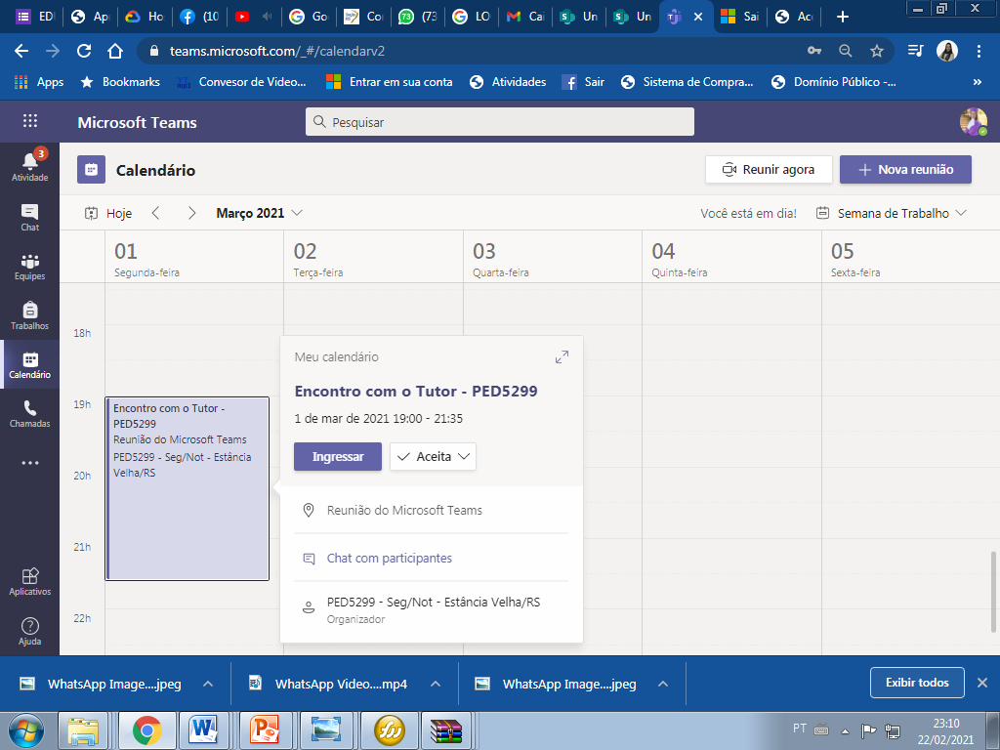 ED
Ap
Ho
(10
Go
Co
(73
LO
Cai
Un
Un
Sai
Ace
teams.microsoft.com/_#/calendarv2
Apps
Bookmarks
Convesor de Vídeo...
Entrar em sua conta
Atividades
Sair
Sistema de Compra...
Domínio Público -...
»
Microsoft Teams
Pesquisar
3
Atividade
Chat
Equipes
Trabalhos
Calendário
Chamadas
Aplicativos
Ajuda
Calendário
Reunir agora
+ Nova reunião
Hoje
Março 2021
Você está em dia!
Semana de Trabalho
01
Segunda-feira
02
Terça-feira
03
Quarta-feira
04
Quinta-feira
05
Sexta-feira
18h
19h
20h
21h
22h
Encontro com o Tutor -
PED5299
Reunião do Microsoft Teams
PED5299 - Seg/Not - Estância
Velha/RS
Meu calendário
Encontro com o Tutor - PED5299
1 de mar de 2021 19:00 - 21:35
Ingressar
Aceita
Reunião do Microsoft Teams
Chat com participantes
PED5299 - Seg/Not - Estância Velha/RS
Organizador
WhatsApp Image....jpeg
WhatsApp Video....mp4
WhatsApp Image....jpeg
Exibir todos
PT
23:10
22/02/2021